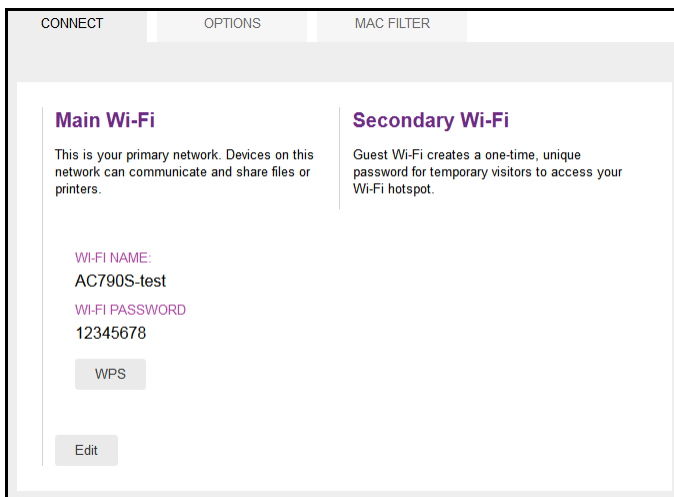 CONNECT OPTIONS MAC FILTER
Main Wi-Fi
This is your primary network. Devices on this
network can communicate and share files or
printers.
Secondary Wi-Fi
Guest Wi-Fi creates a one-time, unique
password for temporary visitors to access your
Wi-Fi hotspot.
WI-FI NAME:
AC790S-test
WI-FI PASSWORD
12345678
WPS
Edit